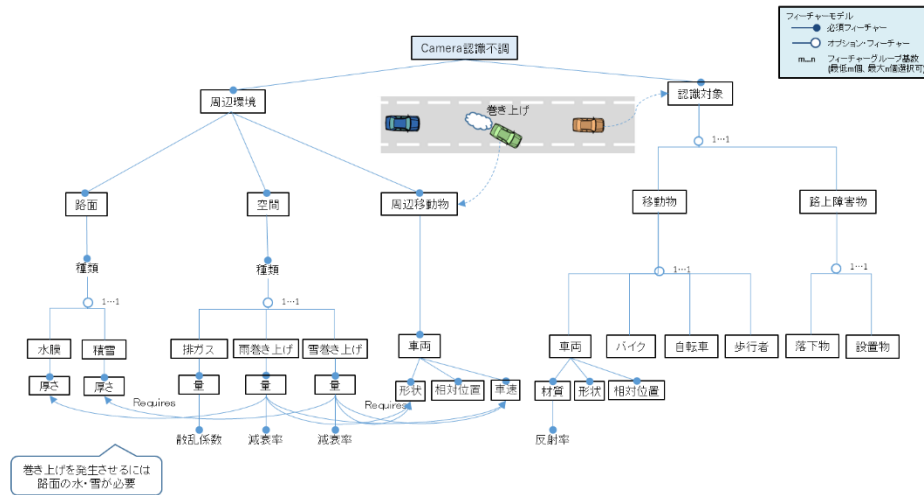 フィーチャーモデル
必須フィーチャー
オプション・フィーチャー
m…n フィーチャーグループ基数
(最低m個、最大n個選択可)
Camera認識不調
周辺環境
認識対象
巻き上げ
1…1
路面
空間
周辺移動物
移動物
路上障害物
種類
種類
1…1
1…1
1…1
1…1
水膜
積雪
排ガス
雨巻き上げ
雪巻き上げ
車両
車両
バイク
自転車
歩行者
落下物
設置物
厚さ
厚さ
量
量
量
形状
相対位置
車速
材質
形状
相対位置
Requires
Requires
散乱係数
減衰率
減衰率
反射率
巻き上げを発生させるには
路面の水・雪が必要